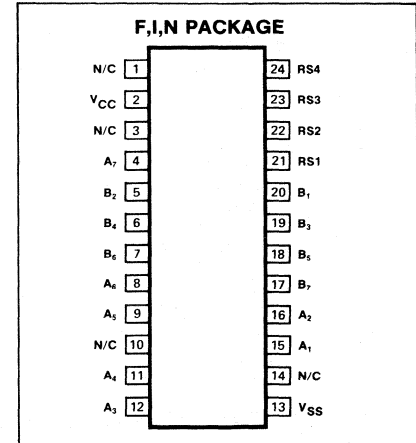 F,I,N PACKAGE
N/C 1 24 RS4
VCC 2 23 RS3
N/C 3 22 RS2
A7 4 21 RS1
B2 5 20 B1
B4 6 19 B3
B6 7 18 B5
A6 8 17 B7
A5 9 16 A2
N/C 10 15 A1
A4 11 14 N/C
A3 12 13 VSS